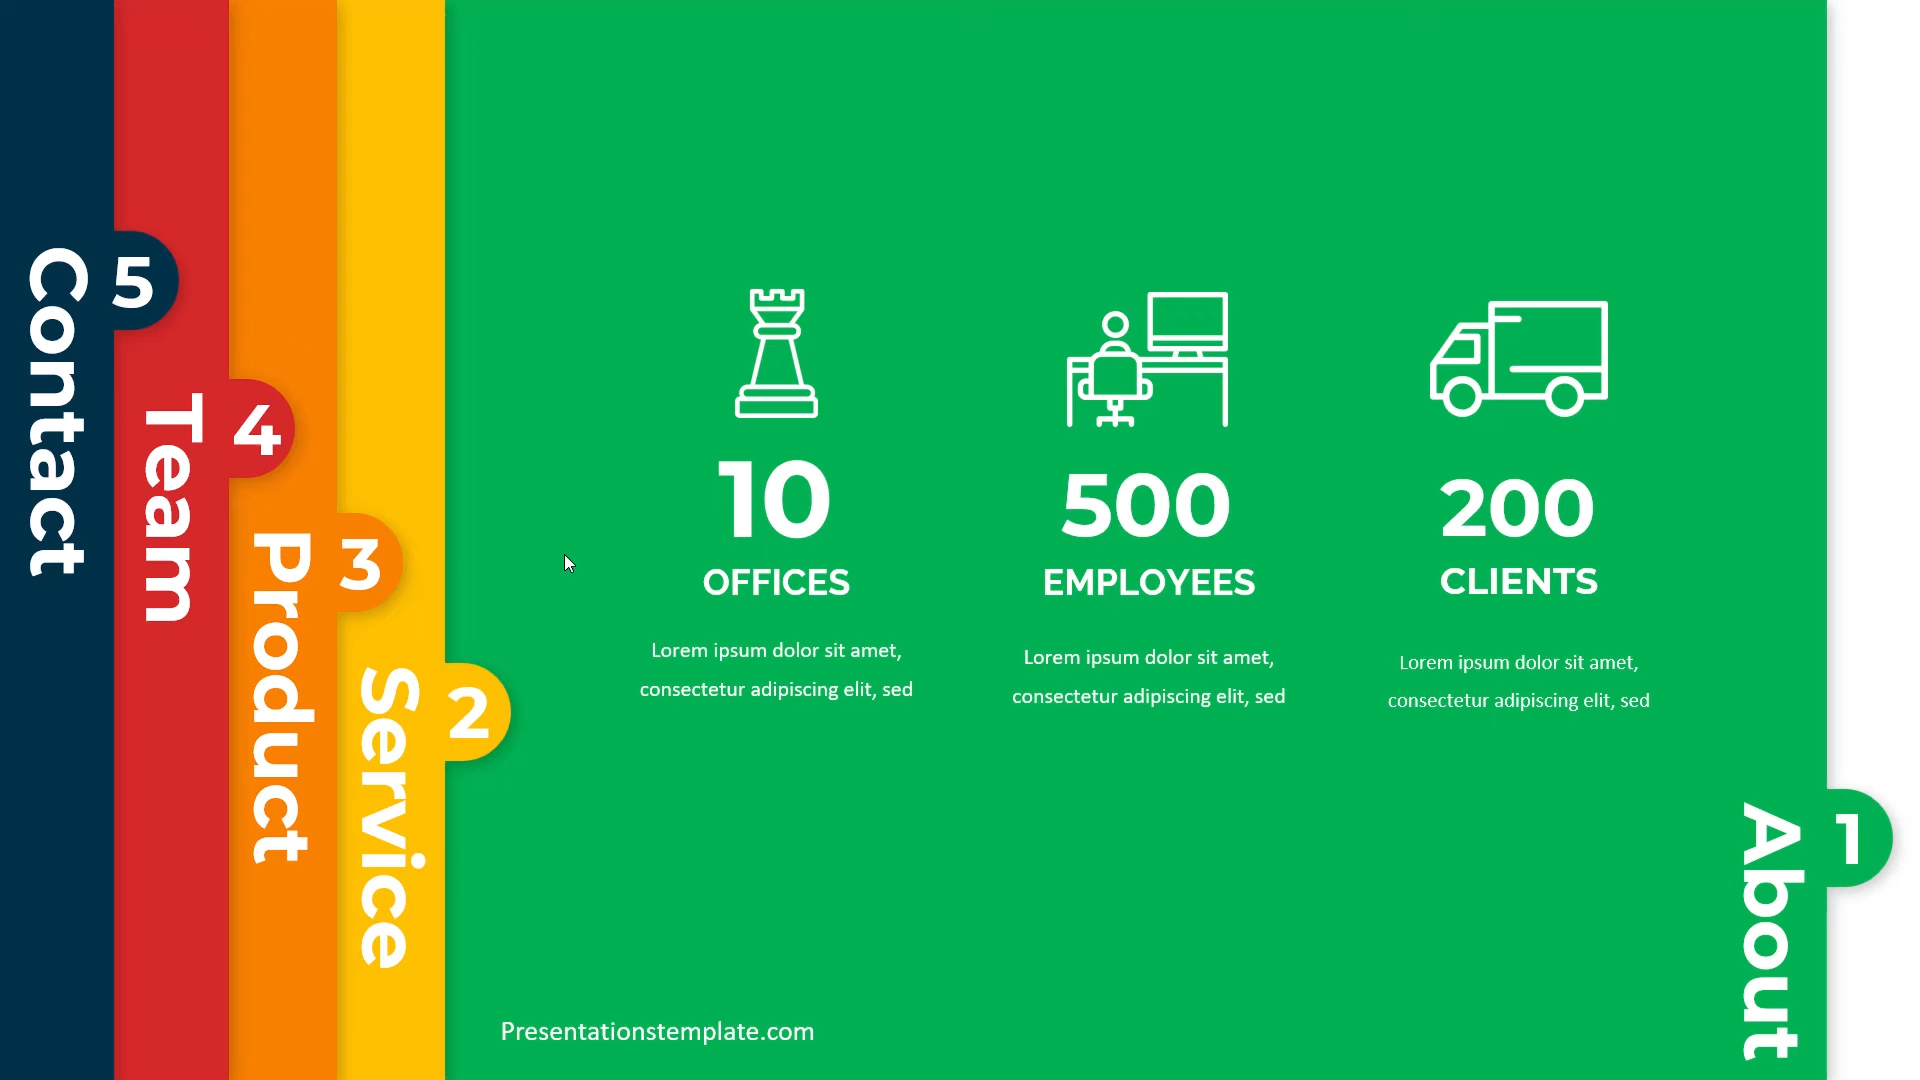 Contact
5
Team
4
Product
3
Service
2
10
OFFICES
Lorem ipsum dolor sit amet,
consectetur adipiscing elit, sed
500
EMPLOYEES
Lorem ipsum dolor sit amet,
consectetur adipiscing elit, sed
200
CLIENTS
Lorem ipsum dolor sit amet,
consectetur adipiscing elit, sed
About
1
Presentationstemplate.com